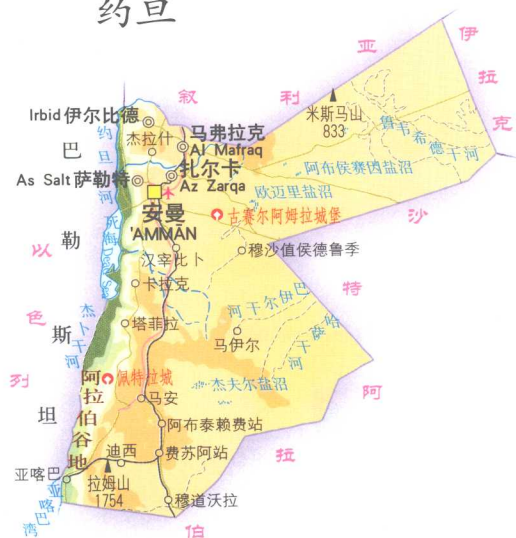 约旦
叙利亚
伊拉克
沙特阿拉伯
以色列
巴勒斯坦
Irbid 伊尔比德
杰拉什
马弗拉克
Al Mafraq
扎尔卡
Az Zarqa
As Salt 萨勒特
安曼
'AMMĀN
米斯马山
833
鲁韦希德干河
阿布侯赛因盐沼
欧迈里盐沼
古赛尔阿姆拉城堡
穆沙值侯德鲁季
约旦河
死海 Dead Sea
汉宰比卜
卡拉克
塔菲拉
马伊尔
杰夫尔盐沼
杰卜干河
佩特拉城
马安
阿拉伯谷地
阿布泰赖费站
费苏阿站
迪西
拉姆山
1754
亚喀巴
亚喀巴湾
穆道沃拉